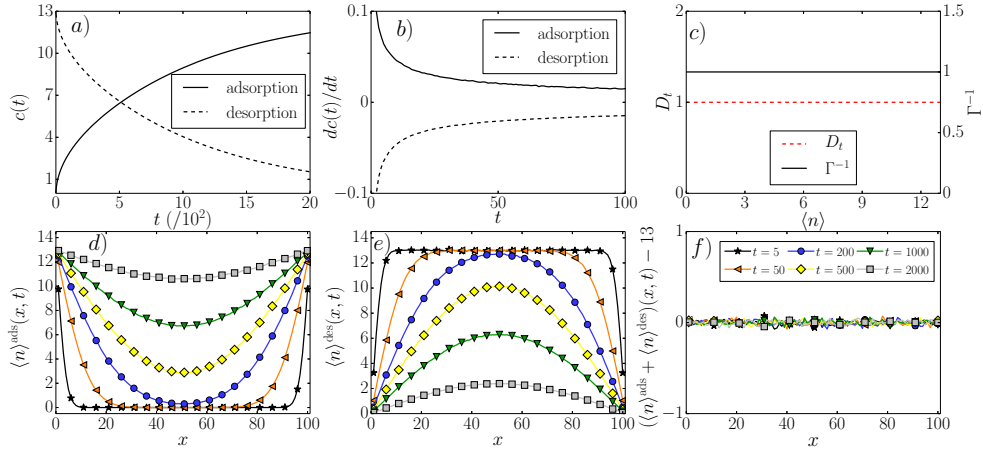 a)
13
10
7
4
1
c(t)
0
5
10
15
20
t (/10²)
adsorption
desorption
b)
0.1
0
−0.1
dc(t)/dt
50
100
t
adsorption
desorption
c)
2
1
0
D_t
1.5
1
0.5
0
Γ⁻¹
0
3
6
9
12
⟨n⟩
D_t
Γ⁻¹
d)
14
12
10
8
6
4
2
0
⟨n⟩^ads(x, t)
0
20
40
60
80
100
x
e)
14
12
10
8
6
4
2
0
⟨n⟩^des(x, t)
0
20
40
60
80
100
x
f)
1
0
−1
(⟨n⟩^ads + ⟨n⟩^des)(x, t) − 13
t = 5
t = 200
t = 1000
t = 50
t = 500
t = 2000
0
20
40
60
80
100
x